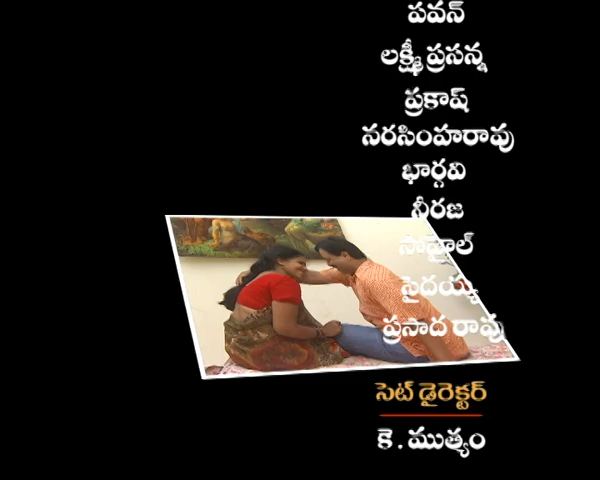 పవన్
లక్ష్మీ ప్రసన్న
ప్రకాష్
నరసింహరావు
భార్గవి
నీరజ
సోహైల్
సైదయ్య
ప్రసాద రావు
సెట్ డైరెక్టర్
కె. ముత్యం